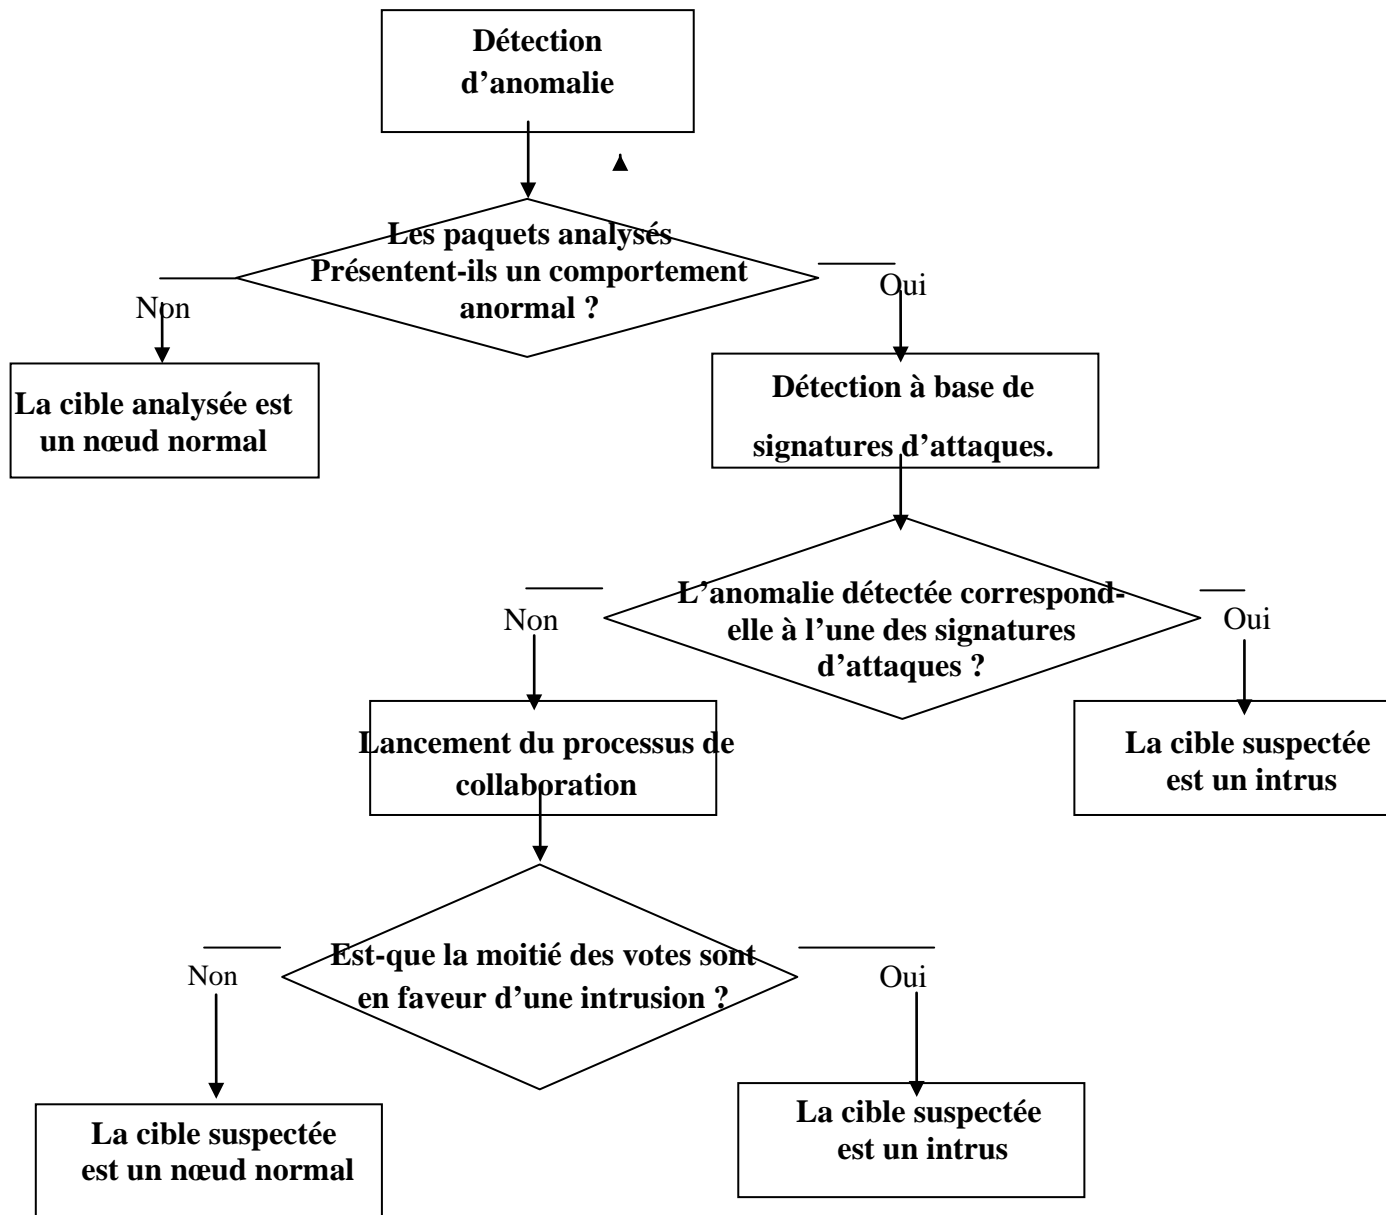 Détection
d’anomalie
Les paquets analysés
Présentent-ils un comportement
anormal ?
Non
Oui
La cible analysée est
un nœud normal
Détection à base de
signatures d’attaques.
L’anomalie détectée correspond-
elle à l’une des signatures
d’attaques ?
Non
Oui
Lancement du processus de
collaboration
La cible suspectée
est un intrus
Est-que la moitié des votes sont
en faveur d’une intrusion ?
Non
Oui
La cible suspectée
est un nœud normal
La cible suspectée
est un intrus